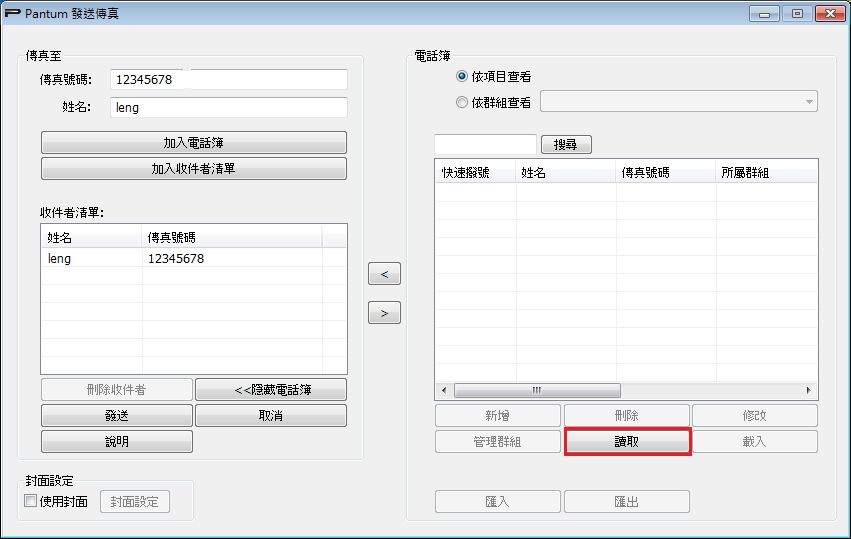 Pantum 發送傳真
傳真至
傳真號碼: 12345678
姓名: leng
加入電話簿
加入收件者清單
收件者清單:
姓名 傳真號碼
leng 12345678
刪除收件者 <<隱藏電話簿
發送 取消
說明
封面設定
使用封面 封面設定
<
>
電話簿
依項目查看
依群組查看
搜尋
快速撥號 姓名 傳真號碼 所屬群組
新增 刪除 修改
管理群組 讀取 載入
匯入 匯出